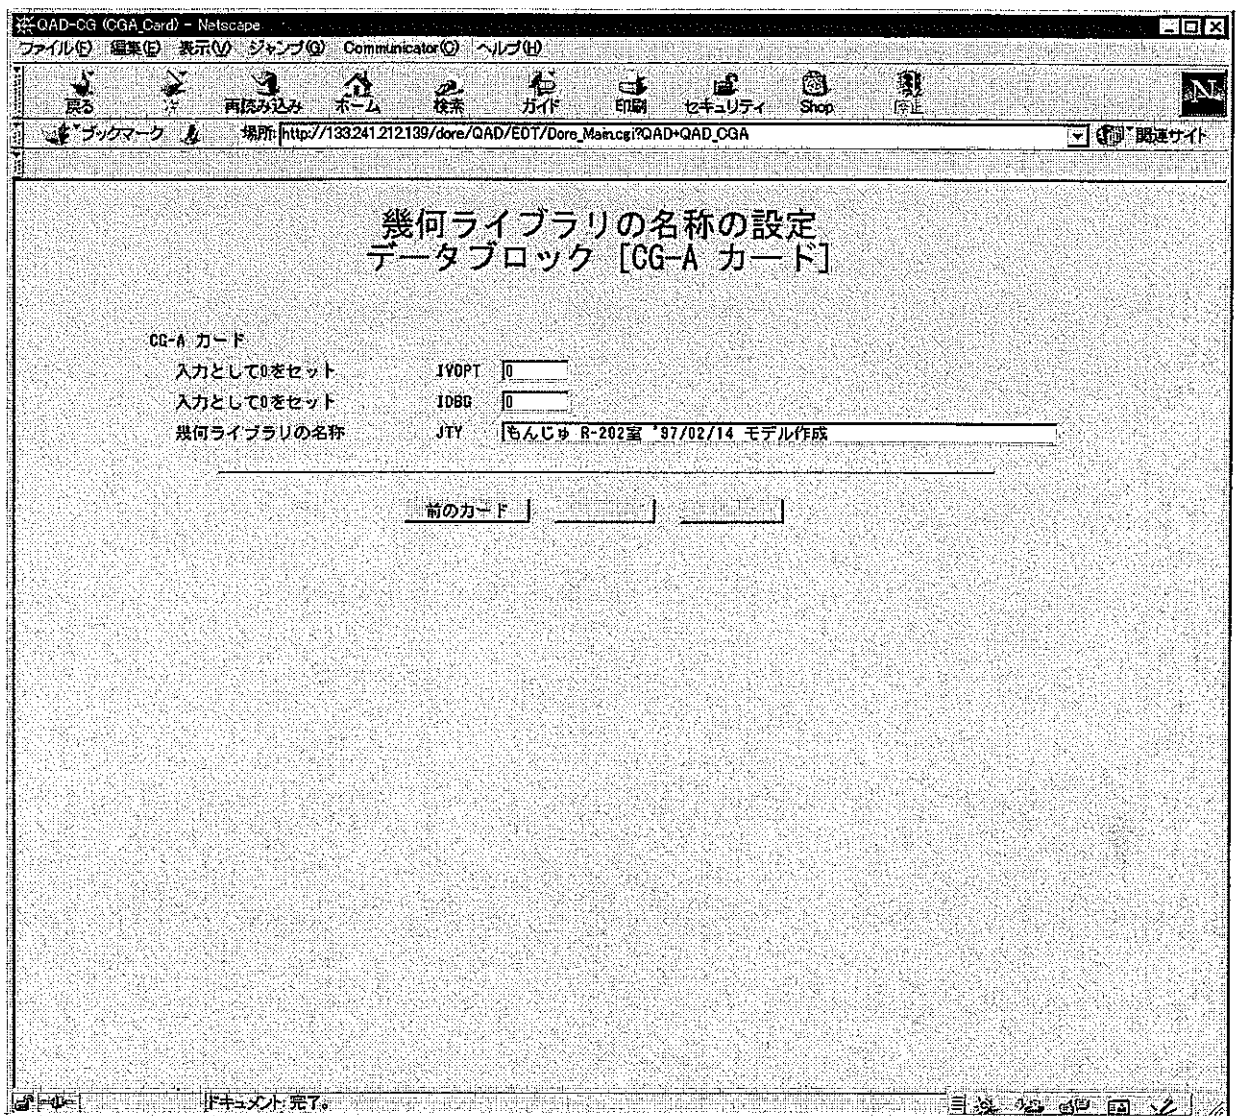 QAD-CG (CGA_Card) - Netscape
ファイル(F) 編集(E) 表示(V) ジャンプ(G) Communicator(C) ヘルプ(H)
戻る 再読み込み ホーム 検索 ガイド 印刷 セキュリティ Shop 停止
N
ブックマーク 場所: http://133.241.212.139/dore/QAD/EDT/Dore_Main.cgi?QAD+QAD_CGA 関連サイト
幾何ライブラリの名称の設定
データブロック [CG-A カード]
CG-A カード
入力として0をセット IVOPT 0
入力として0をセット IDBG 0
幾何ライブラリの名称 JTY もんじゅ R-202室 '97/02/14 モデル作成
前のカード
ドキュメント: 完了。